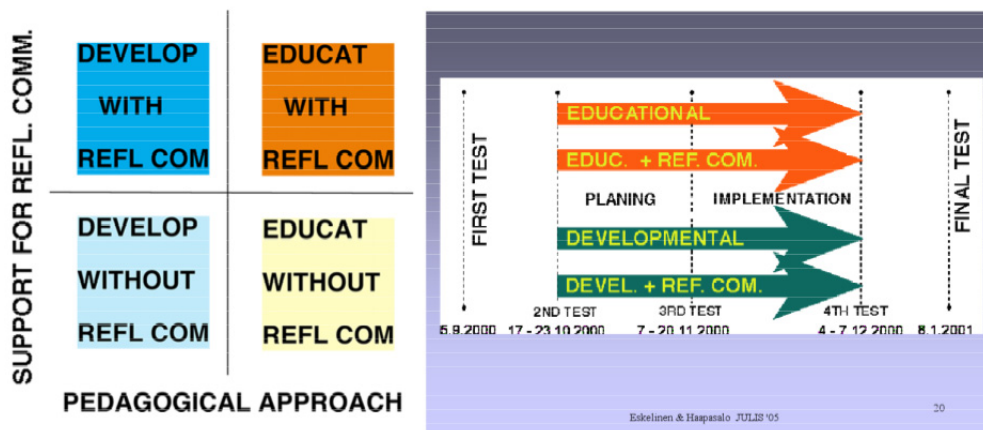 SUPPORT FOR REFL. COMM.
DEVELOP
WITH
REFL COM
EDUCAT
WITH
REFL COM
DEVELOP
WITHOUT
REFL COM
EDUCAT
WITHOUT
REFL COM
PEDAGOGICAL APPROACH
FIRST TEST
EDUCATIONAL
EDUC. + REF. COM.
PLANING
IMPLEMENTATION
DEVELOPMENTAL
DEVEL. + REF. COM.
FINAL TEST
2ND TEST
3RD TEST
4TH TEST
5.9.2000
17 - 23.10.2000
7 - 20.11.2000
4 - 7.12.2000
8.1.2001
Eskelinen & Haapasalo JULIS '05
20